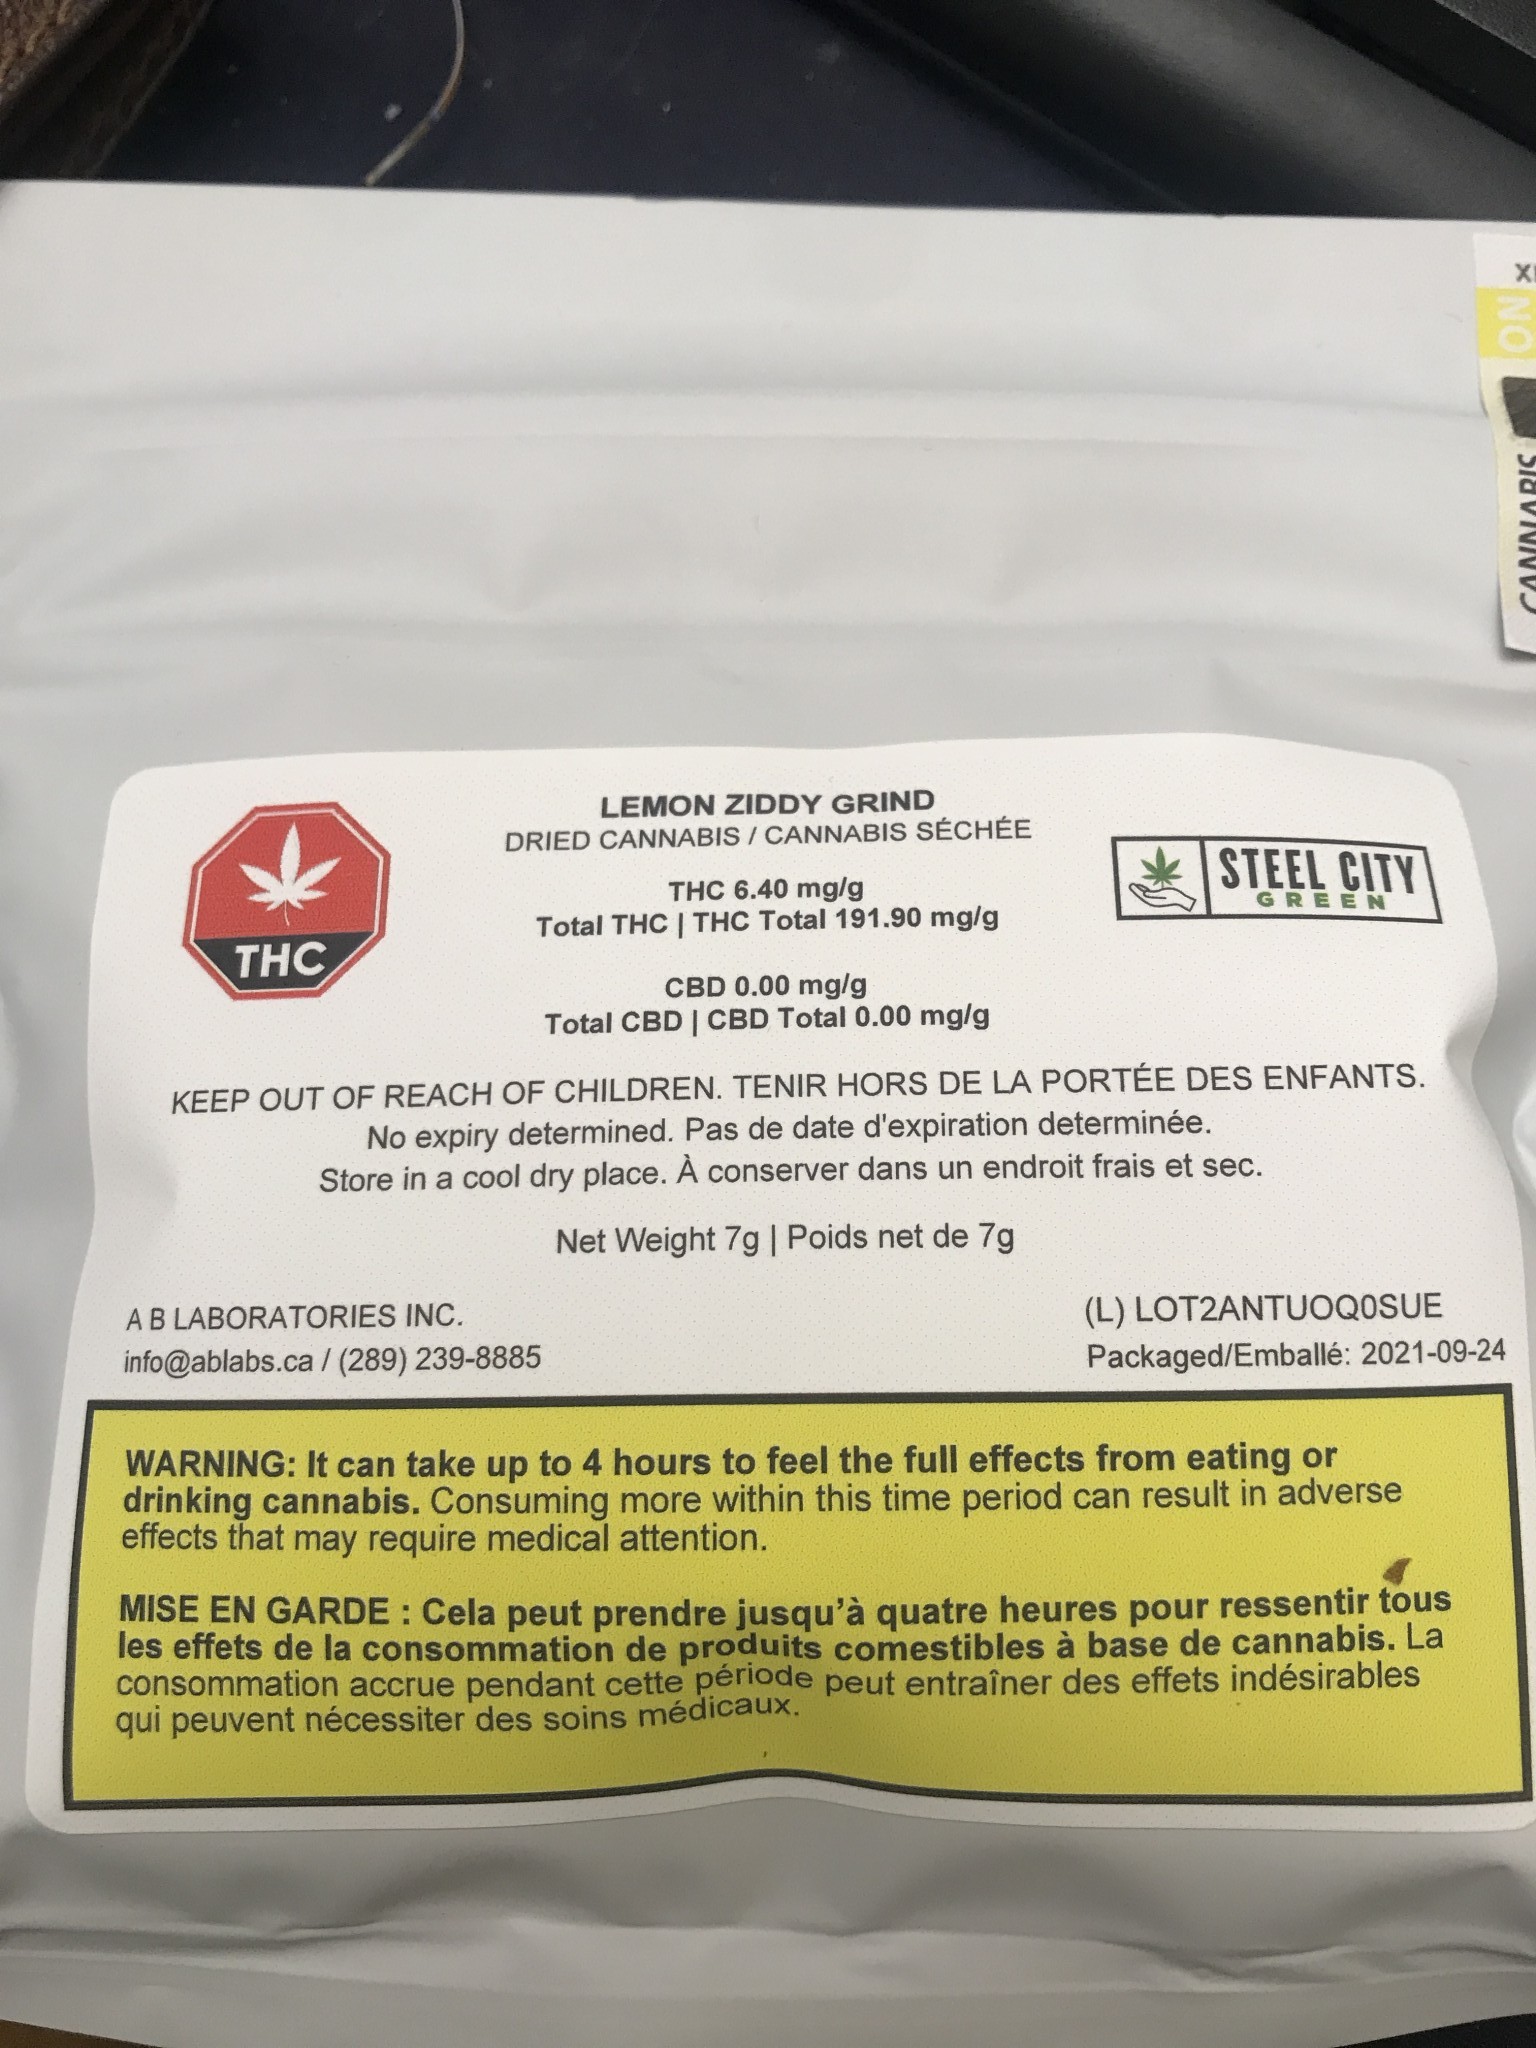 ON
CANNABIS
LEMON ZIDDY GRIND
DRIED CANNABIS / CANNABIS SÉCHÉE
THC 6.40 mg/g
Total THC | THC Total 191.90 mg/g
CBD 0.00 mg/g
Total CBD | CBD Total 0.00 mg/g
THC
STEEL CITY
GREEN
KEEP OUT OF REACH OF CHILDREN. TENIR HORS DE LA PORTÉE DES ENFANTS.
No expiry determined. Pas de date d'expiration determinée.
Store in a cool dry place. À conserver dans un endroit frais et sec.
Net Weight 7g | Poids net de 7g
A B LABORATORIES INC.
info@ablabs.ca / (289) 239-8885
(L) LOT2ANTUOQ0SUE
Packaged/Emballé: 2021-09-24
WARNING: It can take up to 4 hours to feel the full effects from eating or
drinking cannabis. Consuming more within this time period can result in adverse
effects that may require medical attention.
MISE EN GARDE : Cela peut prendre jusqu'à quatre heures pour ressentir tous
les effets de la consommation de produits comestibles à base de cannabis. La
consommation accrue pendant cette période peut entraîner des effets indésirables
qui peuvent nécessiter des soins médicaux.